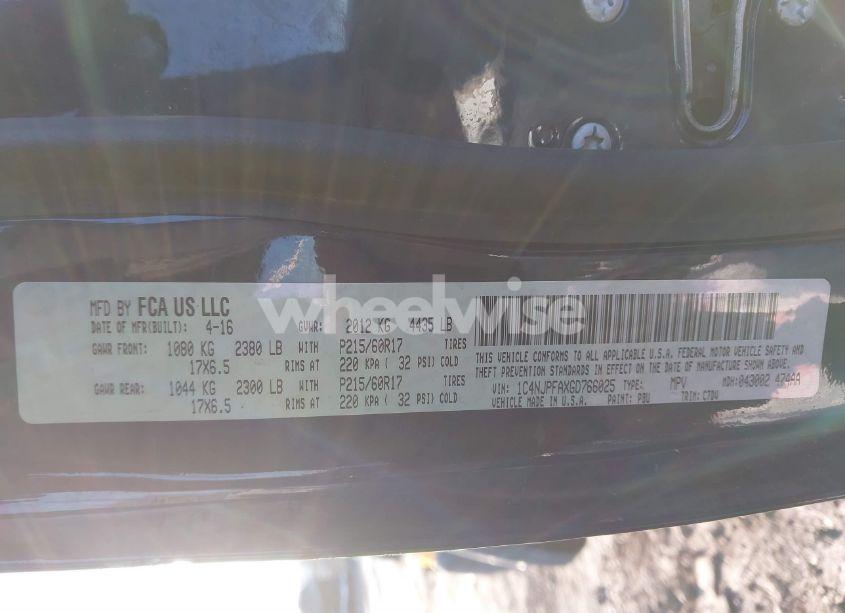 MFD BY FCA US LLC
DATE OF MFR(BUILT): 4-16 GVWR: 2012 KG 4435 LB
GAWR FRONT: 1080 KG 2380 LB WITH P215/60R17 TIRES
17X6.5 RIMS AT 220 KPA ( 32 PSI) COLD
GAWR REAR: 1044 KG 2300 LB WITH P215/60R17 TIRES
17X6.5 RIMS AT 220 KPA ( 32 PSI) COLD
THIS VEHICLE CONFORMS TO ALL APPLICABLE U.S.A. FEDERAL MOTOR VEHICLE SAFETY AND
THEFT PREVENTION STANDARDS IN EFFECT ON THE DATE OF MANUFACTURE SHOWN ABOVE.
VIN: 1C4NJPFAXGD766025 TYPE: MPV MDH: 043002 474AA
VEHICLE MADE IN U.S.A. PAINT: PBU TRIM: C7DV
wheelwise